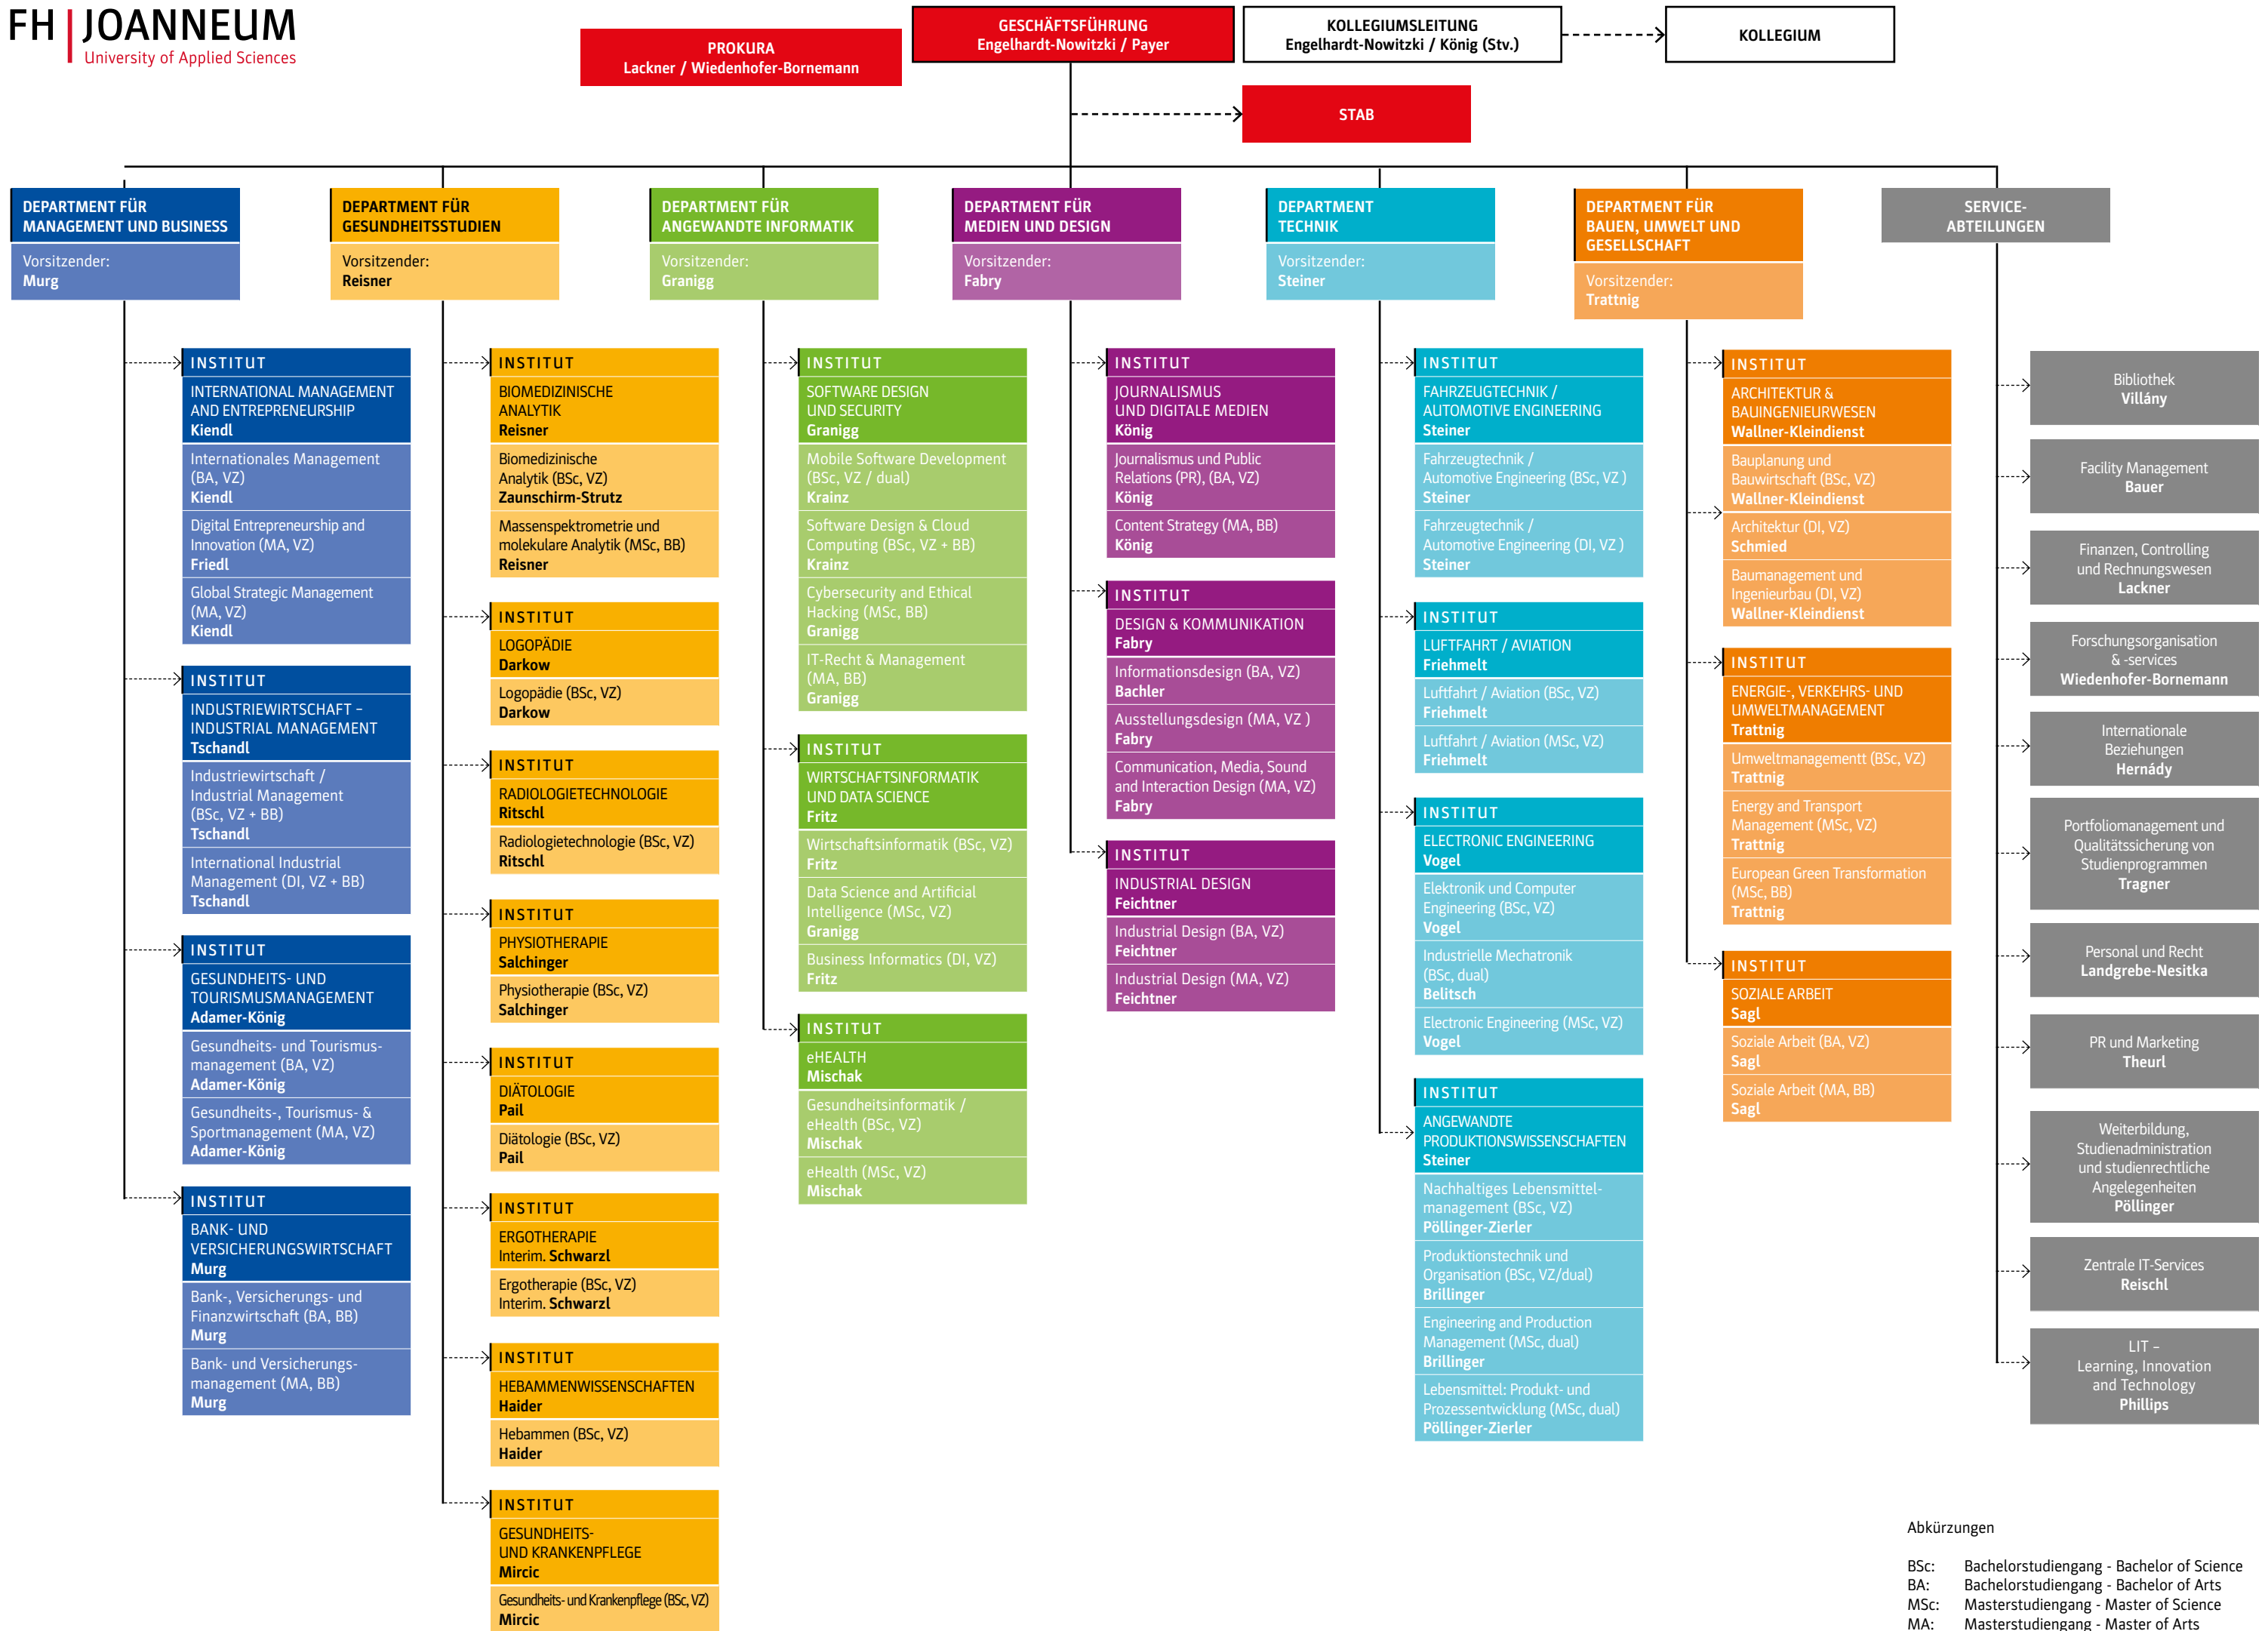 FH | JOANNEUM
University of Applied Sciences
PROKURA
Lackner / Wiedenhofer-Bornemann
GESCHÄFTSFÜHRUNG
Engelhardt-Nowitzki / Payer
KOLLEGIUMSLEITUNG
Engelhardt-Nowitzki / König (Stv.)
KOLLEGIUM
STAB
DEPARTMENT FÜR
MANAGEMENT UND BUSINESS
Vorsitzender:
Murg
INSTITUT
INTERNATIONAL MANAGEMENT
AND ENTREPRENEURSHIP
Kiendl
Internationales Management
(BA, VZ)
Kiendl
Digital Entrepreneurship and
Innovation (MA, VZ)
Friedl
Global Strategic Management
(MA, VZ)
Kiendl
INSTITUT
INDUSTRIEWIRTSCHAFT –
INDUSTRIAL MANAGEMENT
Tschandl
Industriewirtschaft /
Industrial Management
(BSc, VZ + BB)
Tschandl
International Industrial
Management (DI, VZ + BB)
Tschandl
INSTITUT
GESUNDHEITS- UND
TOURISMUSMANAGEMENT
Adamer-König
Gesundheits- und Tourismus-
management (BA, VZ)
Adamer-König
Gesundheits-, Tourismus- &
Sportmanagement (MA, VZ)
Adamer-König
INSTITUT
BANK- UND
VERSICHERUNGSWIRTSCHAFT
Murg
Bank-, Versicherungs- und
Finanzwirtschaft (BA, BB)
Murg
Bank- und Versicherungs-
management (MA, BB)
Murg
DEPARTMENT FÜR
GESUNDHEITSSTUDIEN
Vorsitzender:
Reisner
INSTITUT
BIOMEDIZINISCHE
ANALYTIK
Reisner
Biomedizinische
Analytik (BSc, VZ)
Zaunschirm-Strutz
Massenspektrometrie und
molekulare Analytik (MSc, BB)
Reisner
INSTITUT
LOGOPÄDIE
Darkow
Logopädie (BSc, VZ)
Darkow
INSTITUT
RADIOLOGIETECHNOLOGIE
Ritschl
Radiologietechnologie (BSc, VZ)
Ritschl
INSTITUT
PHYSIOTHERAPIE
Salchinger
Physiotherapie (BSc, VZ)
Salchinger
INSTITUT
DIÄTOLOGIE
Pail
Diätologie (BSc, VZ)
Pail
INSTITUT
ERGOTHERAPIE
Interim. Schwarzl
Ergotherapie (BSc, VZ)
Interim. Schwarzl
INSTITUT
HEBAMMENWISSENSCHAFTEN
Haider
Hebammen (BSc, VZ)
Haider
INSTITUT
GESUNDHEITS-
UND KRANKENPFLEGE
Mircic
Gesundheits- und Krankenpflege (BSc, VZ)
Mircic
DEPARTMENT FÜR
ANGEWANDTE INFORMATIK
Vorsitzender:
Granigg
INSTITUT
SOFTWARE DESIGN
UND SECURITY
Granigg
Mobile Software Development
(BSc, VZ / dual)
Krainz
Software Design & Cloud
Computing (BSc, VZ + BB)
Krainz
Cybersecurity and Ethical
Hacking (MSc, BB)
Granigg
IT-Recht & Management
(MA, BB)
Granigg
INSTITUT
WIRTSCHAFTSINFORMATIK
UND DATA SCIENCE
Fritz
Wirtschaftsinformatik (BSc, VZ)
Fritz
Data Science and Artificial
Intelligence (MSc, VZ)
Granigg
Business Informatics (DI, VZ)
Fritz
INSTITUT
eHEALTH
Mischak
Gesundheitsinformatik /
eHealth (BSc, VZ)
Mischak
eHealth (MSc, VZ)
Mischak
DEPARTMENT FÜR
MEDIEN UND DESIGN
Vorsitzender:
Fabry
INSTITUT
JOURNALISMUS
UND DIGITALE MEDIEN
König
Journalismus und Public
Relations (PR), (BA, VZ)
König
Content Strategy (MA, BB)
König
INSTITUT
DESIGN & KOMMUNIKATION
Fabry
Informationsdesign (BA, VZ)
Bachler
Ausstellungsdesign (MA, VZ )
Fabry
Communication, Media, Sound
and Interaction Design (MA, VZ)
Fabry
INSTITUT
INDUSTRIAL DESIGN
Feichtner
Industrial Design (BA, VZ)
Feichtner
Industrial Design (MA, VZ)
Feichtner
DEPARTMENT
TECHNIK
Vorsitzender:
Steiner
INSTITUT
FAHRZEUGTECHNIK /
AUTOMOTIVE ENGINEERING
Steiner
Fahrzeugtechnik /
Automotive Engineering (BSc, VZ )
Steiner
Fahrzeugtechnik /
Automotive Engineering (DI, VZ )
Steiner
INSTITUT
LUFTFAHRT / AVIATION
Friehmelt
Luftfahrt / Aviation (BSc, VZ)
Friehmelt
Luftfahrt / Aviation (MSc, VZ)
Friehmelt
INSTITUT
ELECTRONIC ENGINEERING
Vogel
Elektronik und Computer
Engineering (BSc, VZ)
Vogel
Industrielle Mechatronik
(BSc, dual)
Belitsch
Electronic Engineering (MSc, VZ)
Vogel
INSTITUT
ANGEWANDTE
PRODUKTIONSWISSENSCHAFTEN
Steiner
Nachhaltiges Lebensmittel-
management (BSc, VZ)
Pöllinger-Zierler
Produktionstechnik und
Organisation (BSc, VZ/dual)
Brillinger
Engineering and Production
Management (MSc, dual)
Brillinger
Lebensmittel: Produkt- und
Prozessentwicklung (MSc, dual)
Pöllinger-Zierler
DEPARTMENT FÜR
BAUEN, UMWELT UND
GESELLSCHAFT
Vorsitzender:
Trattnig
INSTITUT
ARCHITEKTUR &
BAUINGENIEURWESEN
Wallner-Kleindienst
Bauplanung und
Bauwirtschaft (BSc, VZ)
Wallner-Kleindienst
Architektur (DI, VZ)
Schmied
Baumanagement und
Ingenieurbau (DI, VZ)
Wallner-Kleindienst
INSTITUT
ENERGIE-, VERKEHRS- UND
UMWELTMANAGEMENT
Trattnig
Umweltmanagementt (BSc, VZ)
Trattnig
Energy and Transport
Management (MSc, VZ)
Trattnig
European Green Transformation
(MSc, BB)
Trattnig
INSTITUT
SOZIALE ARBEIT
Sagl
Soziale Arbeit (BA, VZ)
Sagl
Soziale Arbeit (MA, BB)
Sagl
SERVICE-
ABTEILUNGEN
Bibliothek
Villány
Facility Management
Bauer
Finanzen, Controlling
und Rechnungswesen
Lackner
Forschungsorganisation
& -services
Wiedenhofer-Bornemann
Internationale
Beziehungen
Hernády
Portfoliomanagement und
Qualitätssicherung von
Studienprogrammen
Tragner
Personal und Recht
Landgrebe-Nesitka
PR und Marketing
Theurl
Weiterbildung,
Studienadministration
und studienrechtliche
Angelegenheiten
Pöllinger
Zentrale IT-Services
Reischl
LIT –
Learning, Innovation
and Technology
Phillips
Abkürzungen
BSc: Bachelorstudiengang - Bachelor of Science
BA: Bachelorstudiengang - Bachelor of Arts
MSc: Masterstudiengang - Master of Science
MA: Masterstudiengang - Master of Arts